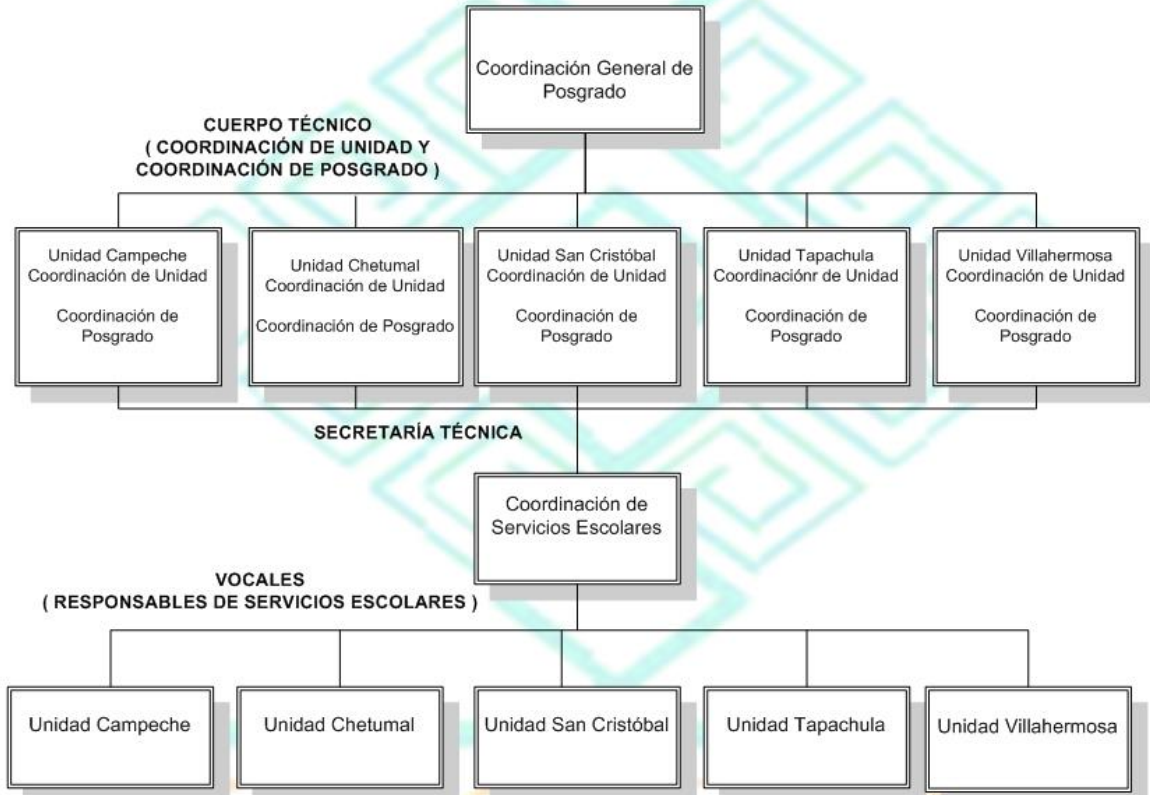 Coordinación General de
Posgrado
CUERPO TÉCNICO
( COORDINACIÓN DE UNIDAD Y
COORDINACIÓN DE POSGRADO )
Unidad Campeche
Coordinación de Unidad
Coordinación de
Posgrado
Unidad Chetumal
Coordinación de Unidad
Coordinación de Posgrado
Unidad San Cristóbal
Coordinación de Unidad
Coordinación de
Posgrado
Unidad Tapachula
Coordinaciónr de Unidad
Coordinación de
Posgrado
Unidad Villahermosa
Coordinación de Unidad
Coordinación de
Posgrado
SECRETARÍA TÉCNICA
Coordinación de
Servicios Escolares
VOCALES
( RESPONSABLES DE SERVICIOS ESCOLARES )
Unidad Campeche
Unidad Chetumal
Unidad San Cristóbal
Unidad Tapachula
Unidad Villahermosa